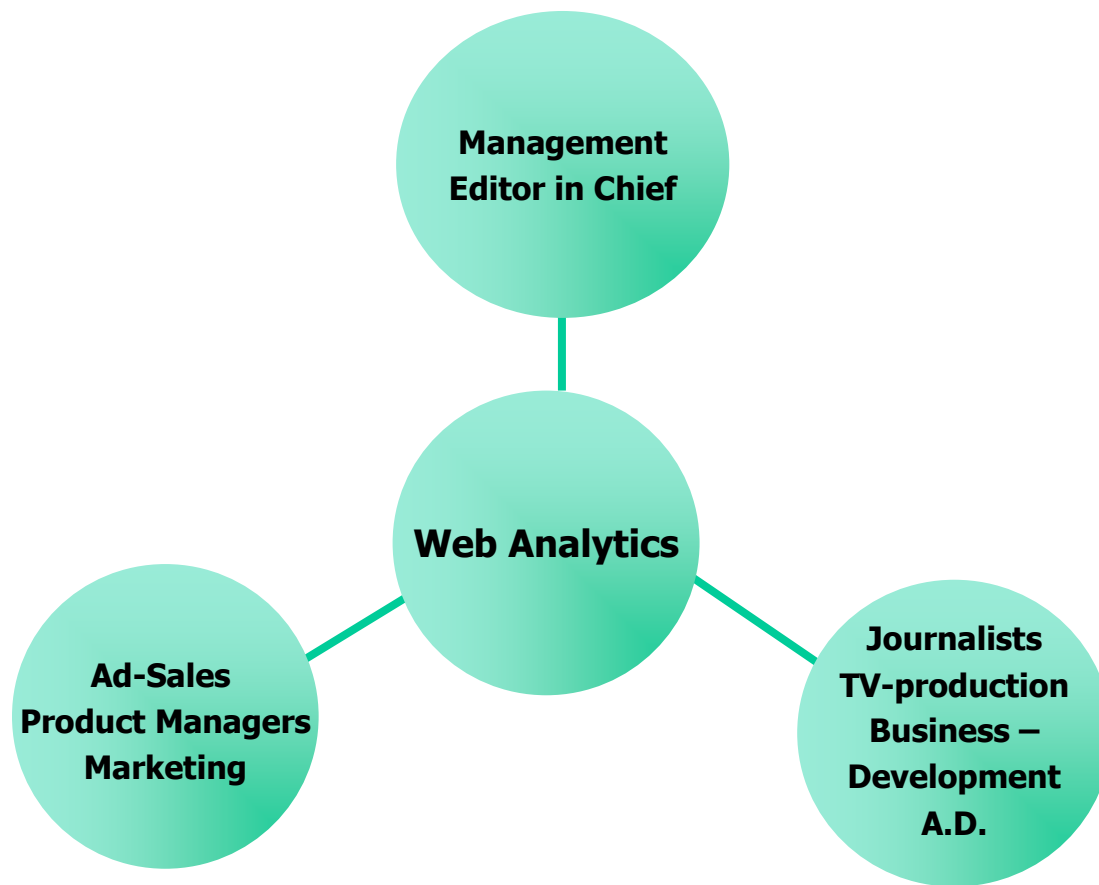 Management
Editor in Chief
Web Analytics
Ad-Sales
Product Managers
Marketing
Journalists
TV-production
Business –
Development
A.D.